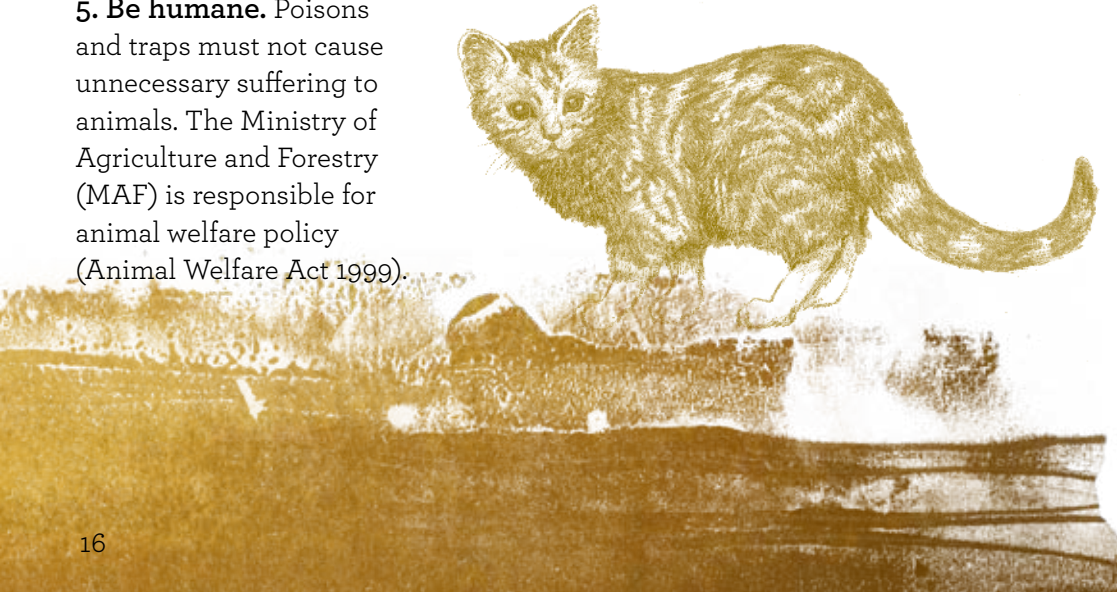 5. Be humane. Poisons
and traps must not cause
unnecessary suffering to
animals. The Ministry of
Agriculture and Forestry
(MAF) is responsible for
animal welfare policy
(Animal Welfare Act 1999).
16